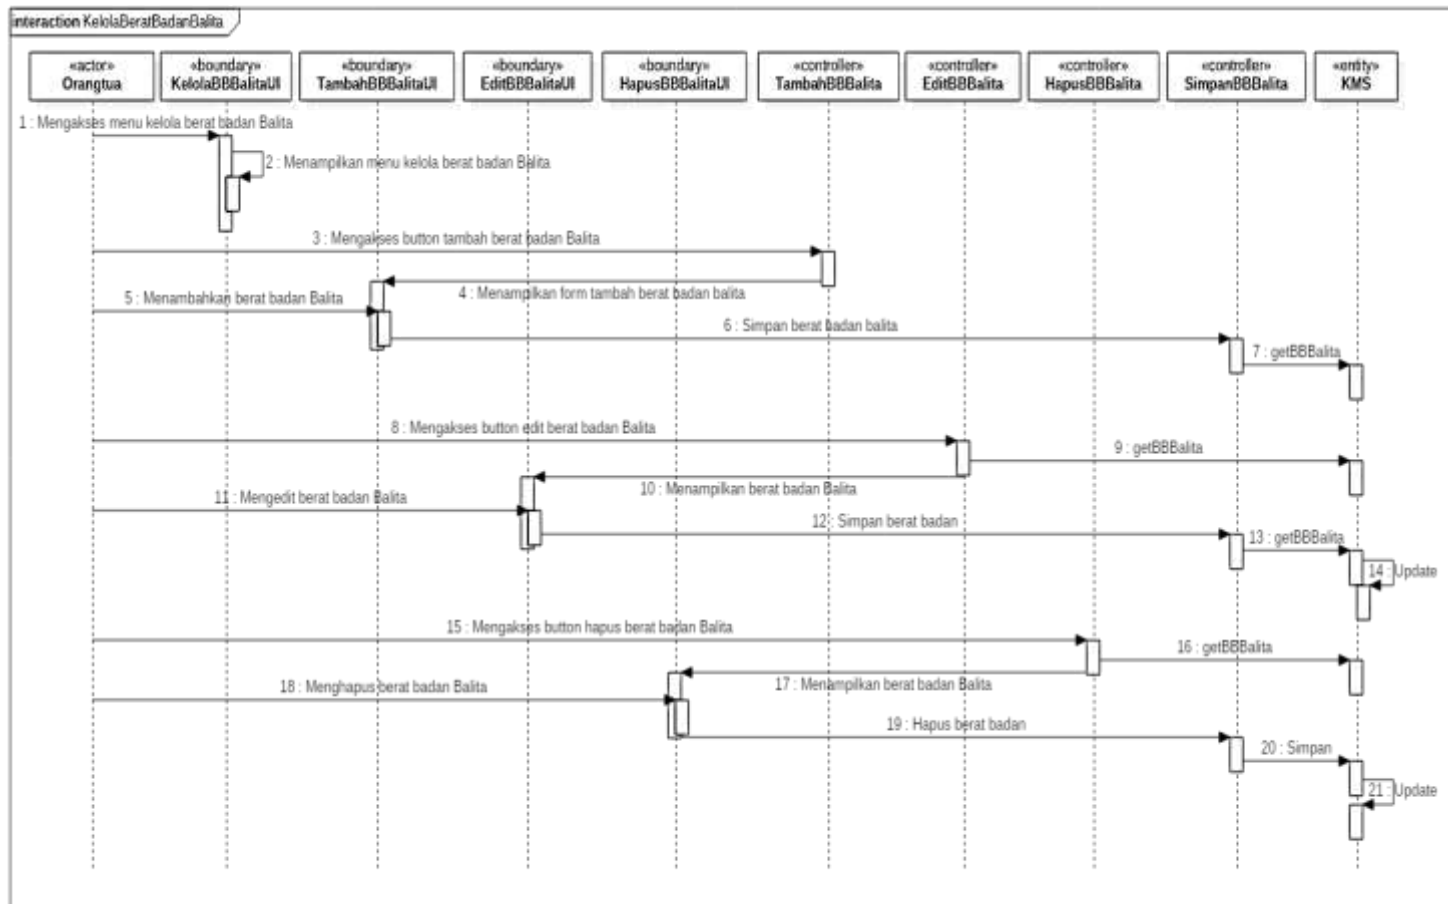 interaction KelolaBeratBadanBalita
«actor»
Orangtua
«boundary»
KelolaBBBalitaUI
«boundary»
TambahBBBalitaUI
«boundary»
EditBBBalitaUI
«boundary»
HapusBBBalitaUI
«controller»
TambahBBBalita
«controller»
EditBBBalita
«controller»
HapusBBBalita
«controller»
SimpanBBBalita
«entity»
KMS
1 : Mengakses menu kelola berat badan Balita
2 : Menampilkan menu kelola berat badan Balita
3 : Mengakses button tambah berat badan Balita
4 : Menampilkan form tambah berat badan balita
5 : Menambahkan berat badan Balita
6 : Simpan berat badan balita
7 : getBBBalita
8 : Mengakses button edit berat badan Balita
9 : getBBBalita
10 : Menampilkan berat badan Balita
11 : Mengedit berat badan Balita
12 : Simpan berat badan
13 : getBBBalita
14 : Update
15 : Mengakses button hapus berat badan Balita
16 : getBBBalita
17 : Menampilkan berat badan Balita
18 : Menghapus berat badan Balita
19 : Hapus berat badan
20 : Simpan
21 : Update